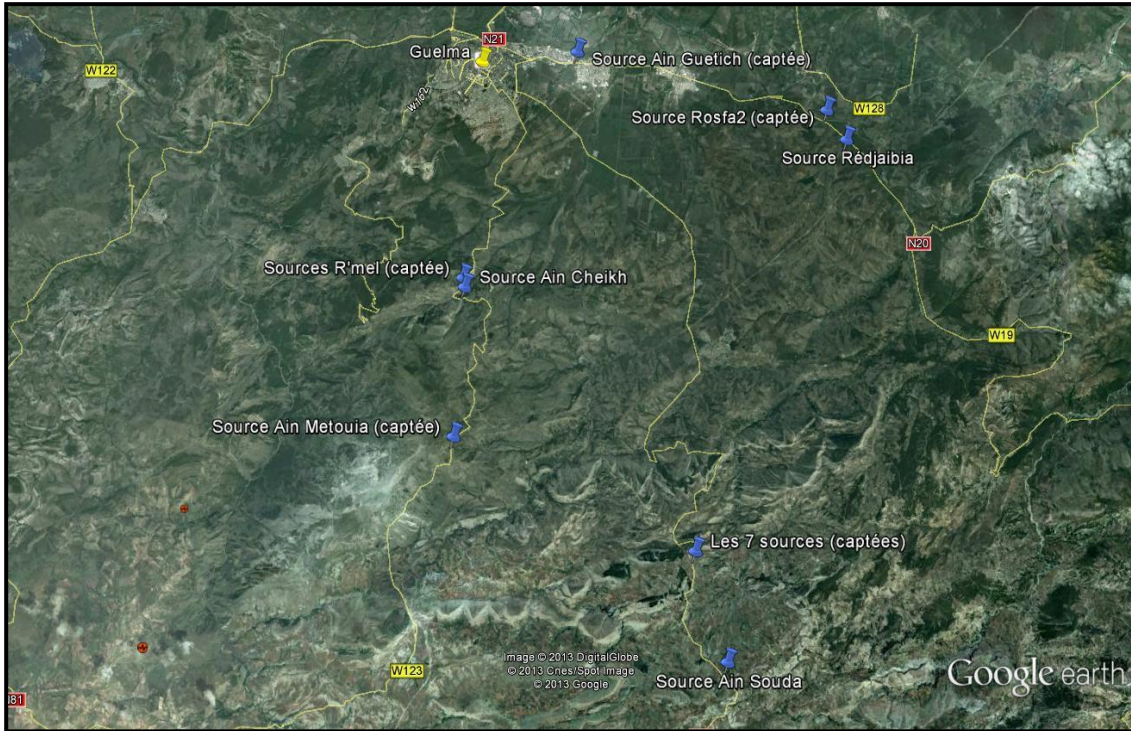 N21
Guelma
Source Ain Guetich (captée)
W122
W162
Source Rosfa2 (captée)
W128
Source Rédjaibia
N20
Sources R'mel (captée)
Source Ain Cheikh
W19
Source Ain Metouia (captée)
Les 7 sources (captées)
Image © 2013 DigitalGlobe
© 2013 Cnes/Spot Image
© 2013 Google
W123
Source Ain Souda
Google earth